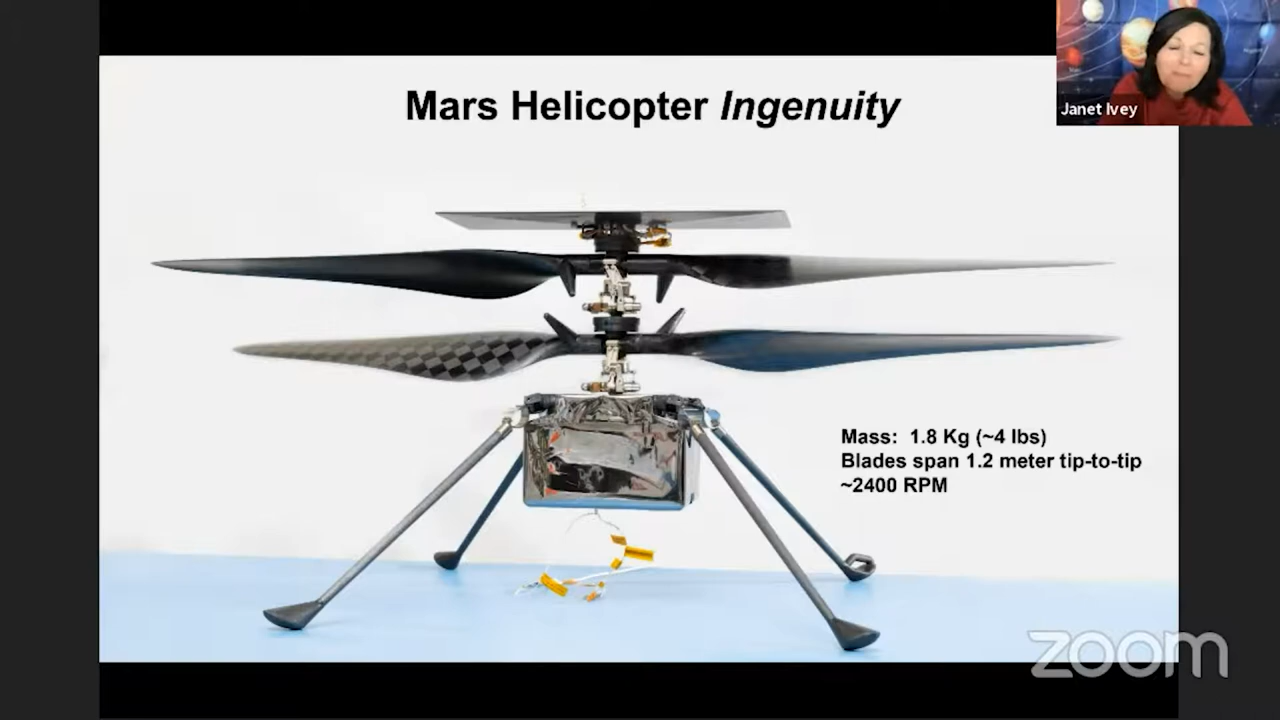 Mars Helicopter Ingenuity
Janet Ivey
Mass:  1.8 Kg (~4 lbs)
Blades span 1.2 meter tip-to-tip
~2400 RPM
zoom